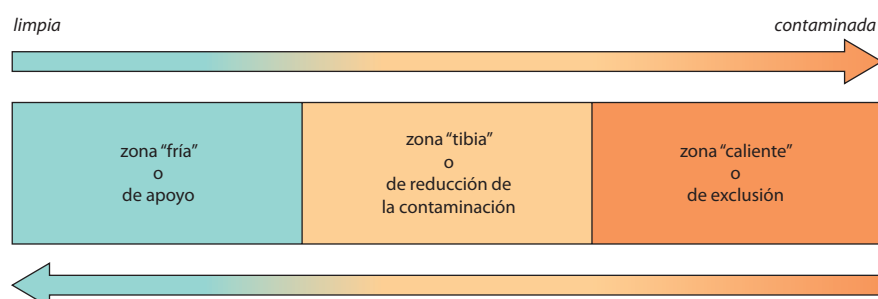 limpia
contaminada
zona “fría”
o
de apoyo
zona “tibia”
o
de reducción de
la contaminación
zona “caliente”
o
de exclusión